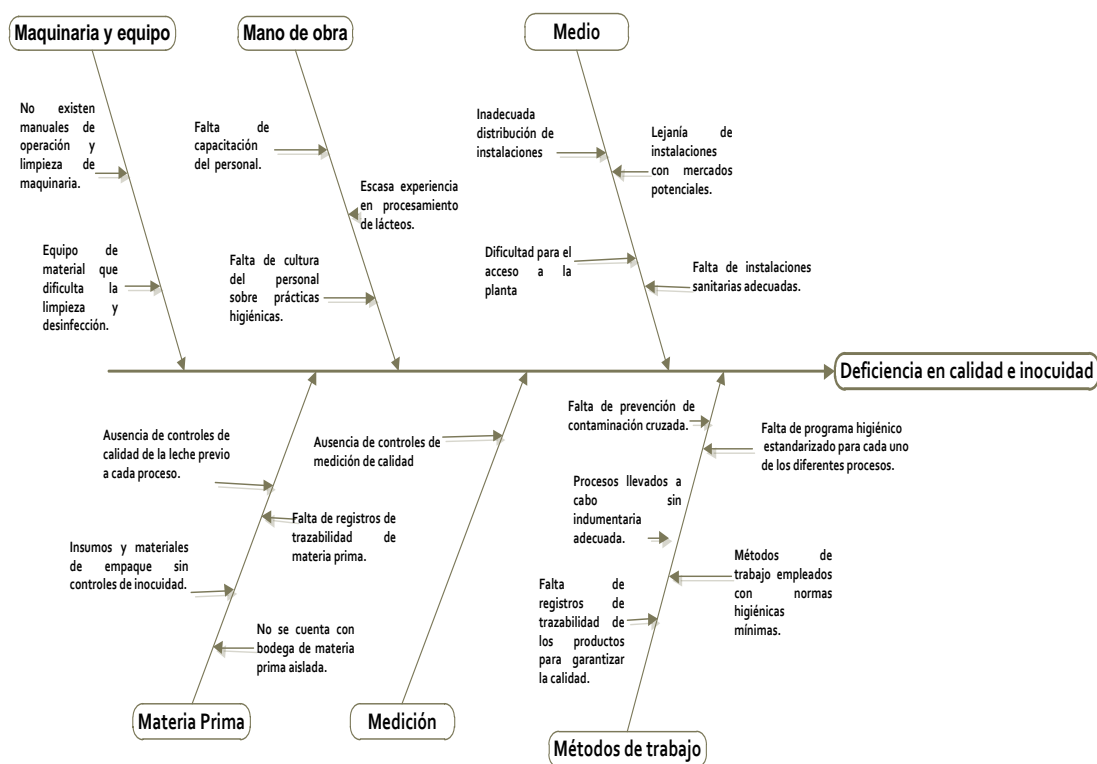 Maquinaria y equipo
Mano de obra
Medio
No existen
manuales de
operación y
limpieza de
maquinaria.
Equipo de
material que
dificulta la
limpieza y
desinfección.
Falta de
capacitación
del personal.
Escasa experiencia
en procesamiento
de lácteos.
Falta de cultura
del personal
sobre prácticas
higiénicas.
Inadecuada
distribución de
instalaciones
Lejanía de
instalaciones
con mercados
potenciales.
Dificultad para el
acceso a la
planta
Falta de instalaciones
sanitarias adecuadas.
Deficiencia en calidad e inocuidad
Ausencia de controles de
calidad de la leche previo
a cada proceso.
Falta de registros de
trazabilidad de
materia prima.
Insumos y materiales
de empaque sin
controles de inocuidad.
No se cuenta con
bodega de materia
prima aislada.
Ausencia de controles de
medición de calidad
Falta de prevención de
contaminación cruzada.
Falta de programa higiénico
estandarizado para cada uno
de los diferentes procesos.
Procesos llevados a
cabo sin
indumentaria
adecuada.
Métodos de
trabajo empleados
con normas
higiénicas
mínimas.
Falta de
registros de
trazabilidad de
los productos
para garantizar
la calidad.
Materia Prima
Medición
Métodos de trabajo